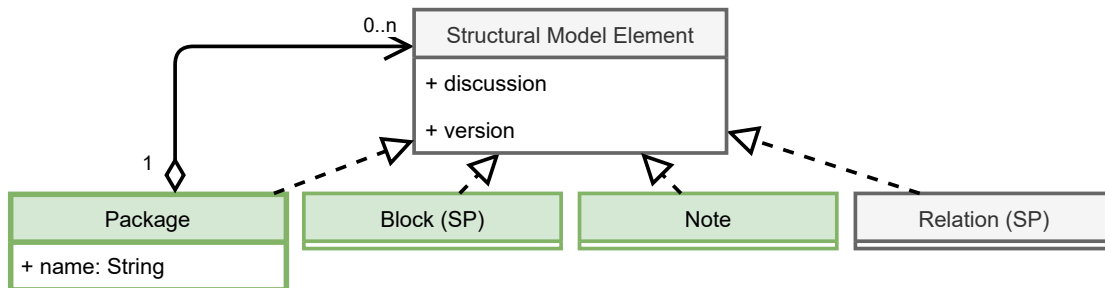 0..n
Structural Model Element
+ discussion
+ version
1
Package
Block (SP)
Note
Relation (SP)
+ name: String